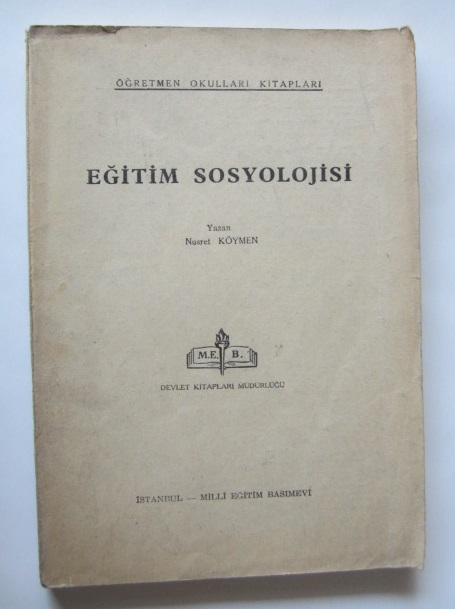 ÖĞRETMEN OKULLARI KİTAPLARI
EĞİTİM SOSYOLOJİSİ
Yazan
Nusret KÖYMEN
M.E. B.
DEVLET KİTAPLARI MÜDÜRLÜĞÜ
İSTANBUL — MİLLÎ EĞİTİM BASIMEVİ